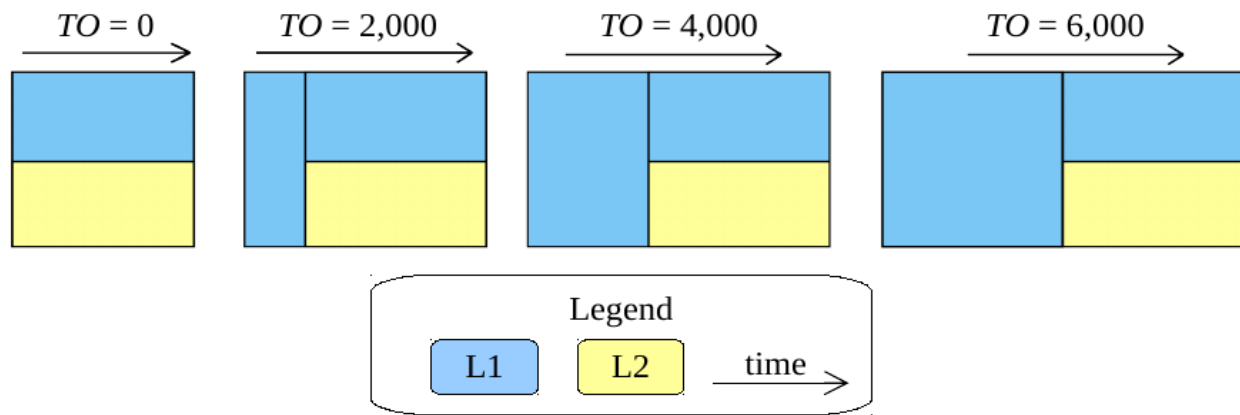 TO = 0
TO = 2,000
TO = 4,000
TO = 6,000
Legend
L1
L2
time